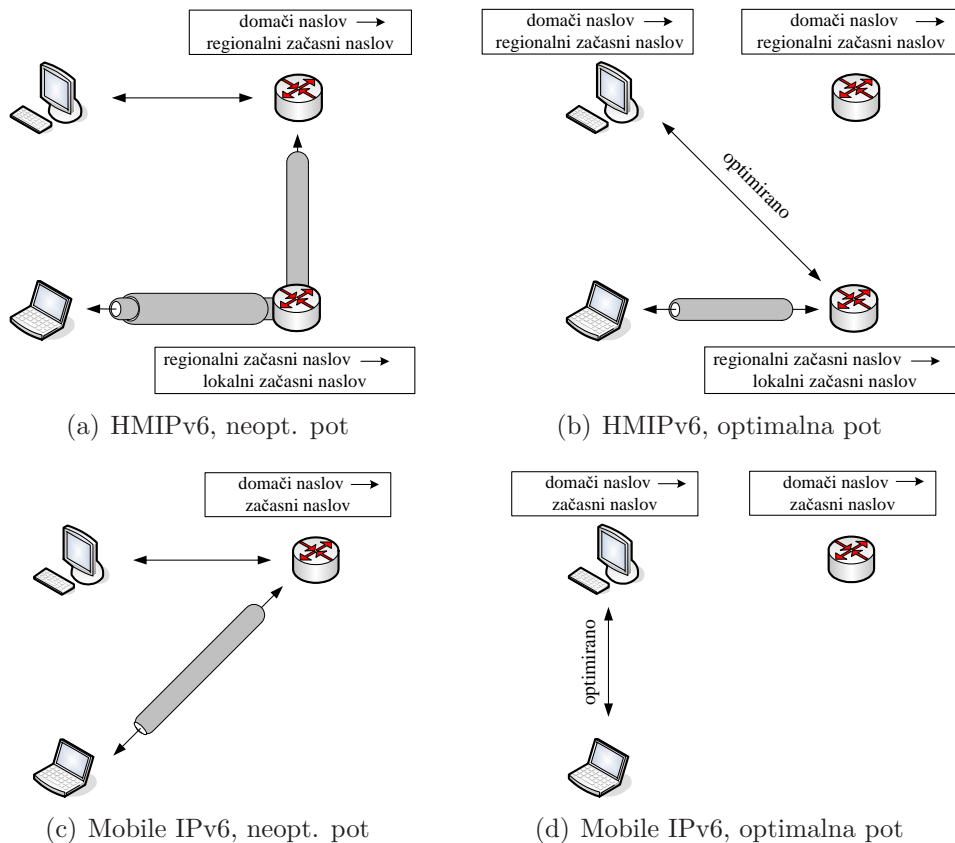 domači naslov →
regionalni začasni naslov
domači naslov →
regionalni začasni naslov
domači naslov →
regionalni začasni naslov
optimirano
regionalni začasni naslov →
lokalni začasni naslov
regionalni začasni naslov →
lokalni začasni naslov
(a) HMIPv6, neopt. pot
(b) HMIPv6, optimalna pot
domači naslov →
začasni naslov
domači naslov →
začasni naslov
domači naslov →
začasni naslov
optimirano
(c) Mobile IPv6, neopt. pot
(d) Mobile IPv6, optimalna pot